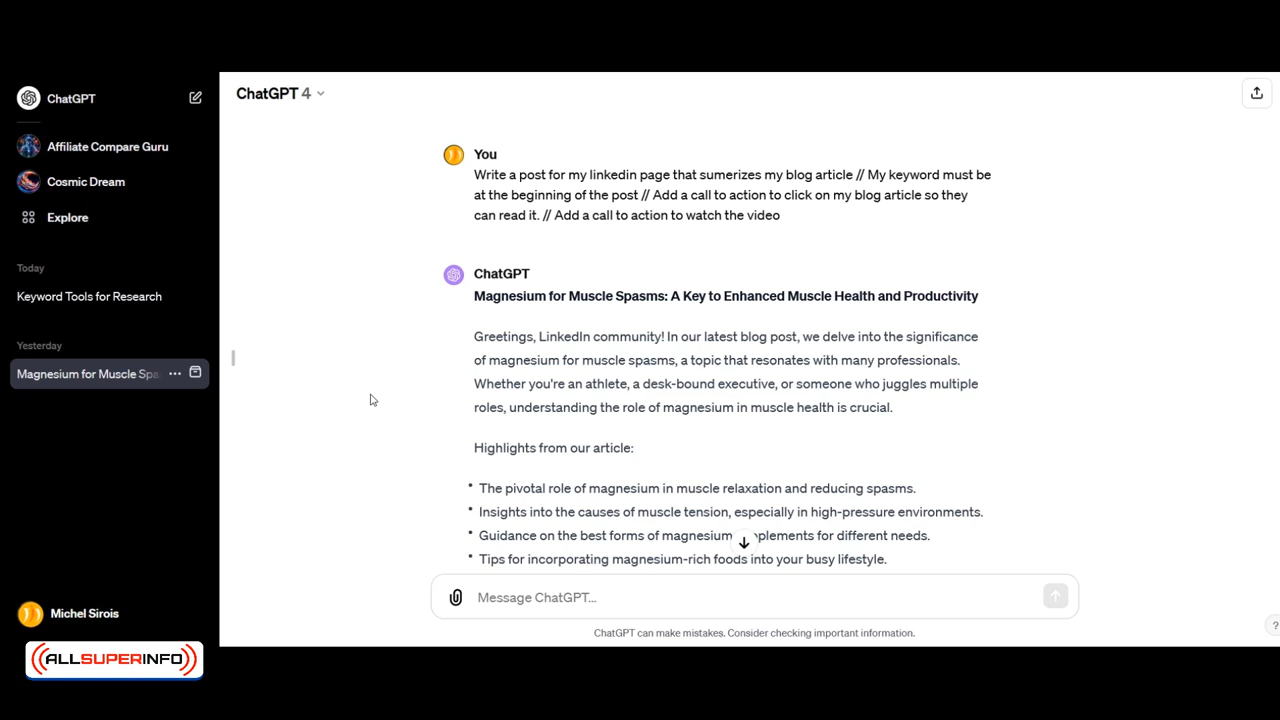 ChatGPT
Affiliate Compare Guru
Cosmic Dream
Explore
Today
Keyword Tools for Research
Yesterday
Magnesium for Muscle Spa
Michel Sirois
ALLSUPERINFO
ChatGPT 4
You
Write a post for my linkedin page that sumerizes my blog article // My keyword must be
at the beginning of the post // Add a call to action to click on my blog article so they
can read it. // Add a call to action to watch the video
ChatGPT
Magnesium for Muscle Spasms: A Key to Enhanced Muscle Health and Productivity
Greetings, LinkedIn community! In our latest blog post, we delve into the significance
of magnesium for muscle spasms, a topic that resonates with many professionals.
Whether you're an athlete, a desk-bound executive, or someone who juggles multiple
roles, understanding the role of magnesium in muscle health is crucial.
Highlights from our article:
• The pivotal role of magnesium in muscle relaxation and reducing spasms.
• Insights into the causes of muscle tension, especially in high-pressure environments.
• Guidance on the best forms of magnesium plements for different needs.
• Tips for incorporating magnesium-rich foods into your busy lifestyle.
Message ChatGPT...
ChatGPT can make mistakes. Consider checking important information.
?